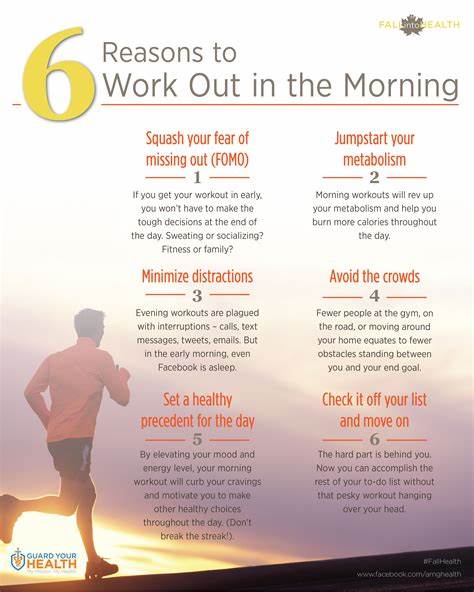 FALL into HEALTH
6 Reasons to
Work Out in the Morning
Squash your fear of
missing out (FOMO)
1
If you get your workout in early,
you won't have to make the
tough decisions at the end of
the day. Sweating or socializing?
Fitness or family?
Jumpstart your
metabolism
2
Morning workouts will rev up
your metabolism and help you
burn more calories throughout
the day.
Minimize distractions
3
Evening workouts are plagued
with interruptions – calls, text
messages, tweets, emails. But
in the early morning, even
Facebook is asleep.
Avoid the crowds
4
Fewer people at the gym, on
the road, or moving around
your home equates to fewer
obstacles standing between
you and your end goal.
Set a healthy
precedent for the day
5
By elevating your mood and
energy level, your morning
workout will curb your cravings
and motivate you to make
other healthy choices
throughout the day. (Don't
break the streak!).
Check it off your list
and move on
6
The hard part is behind you.
Now you can accomplish the
rest of your to-do list without
that pesky workout hanging
over your head.
GUARD YOUR
HEALTH
My Mission. My Health.
#FallHealth
www.facebook.com/armghealth